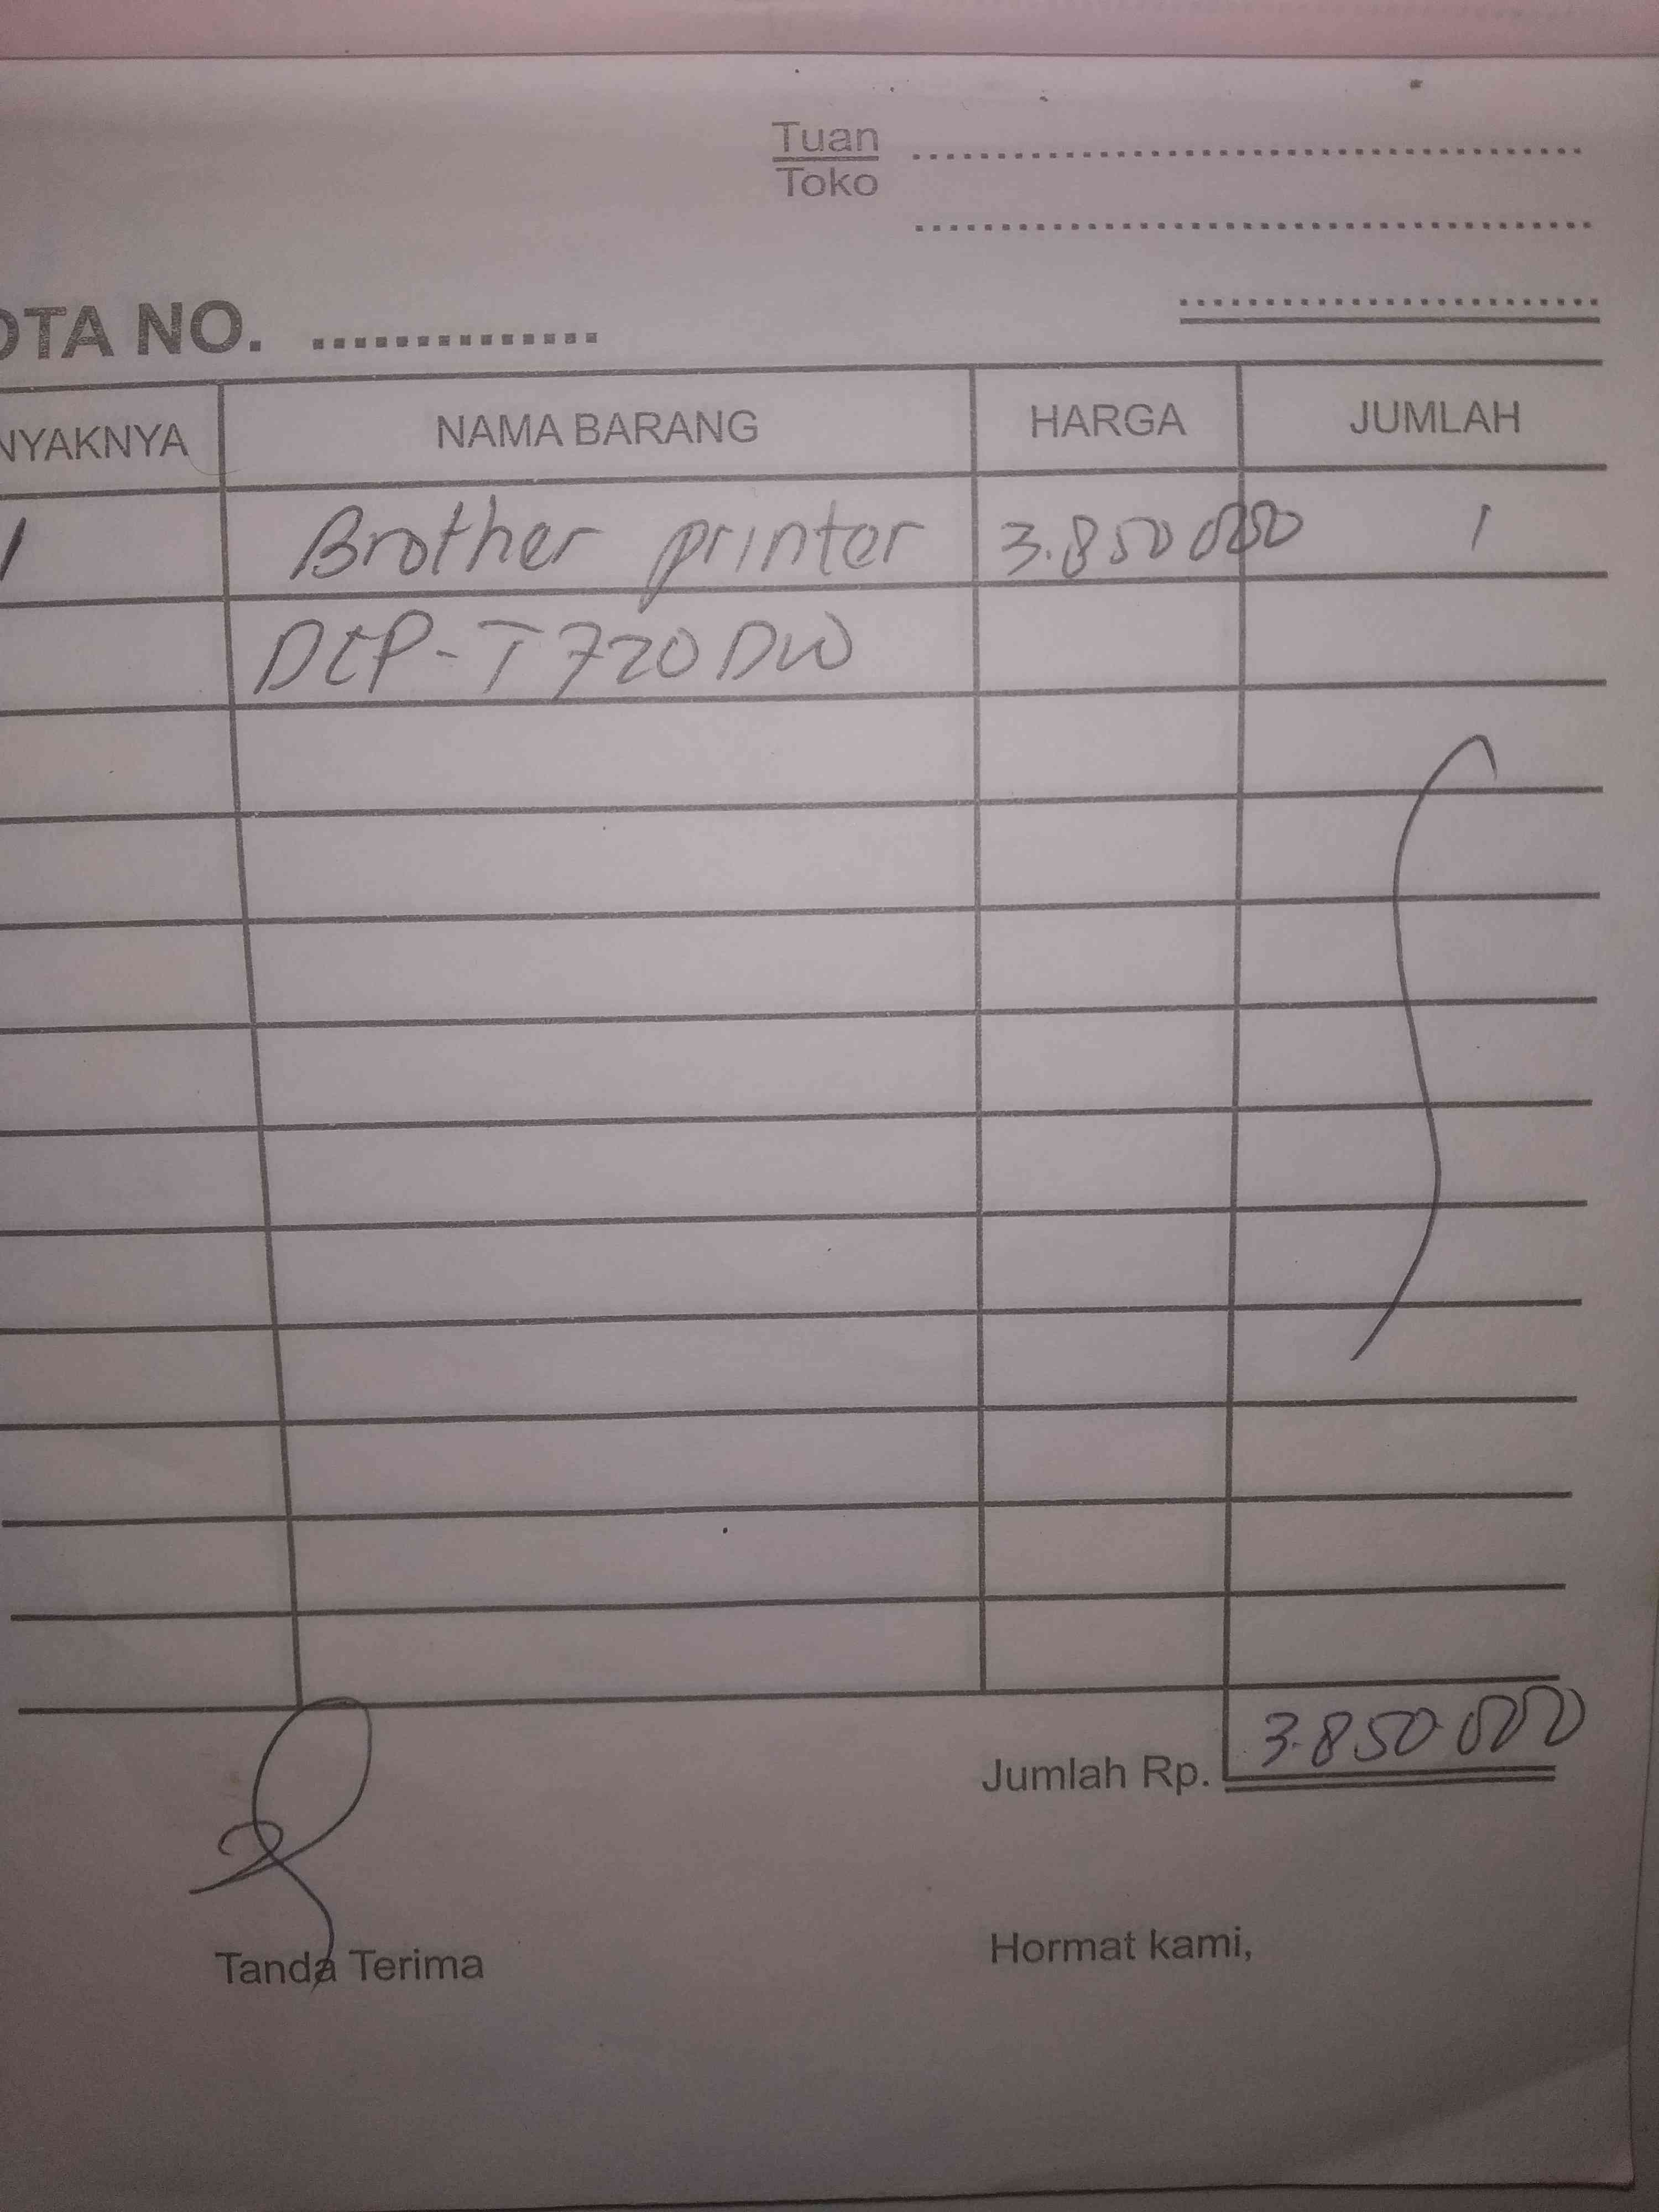 Tuan
Toko
OTA NO. ..............
NYAKNYA NAMA BARANG HARGA JUMLAH
1 Brother printer 3.850 000 1
DCP-T720DW
Jumlah Rp. 3.850.000
Tanda Terima Hormat kami,